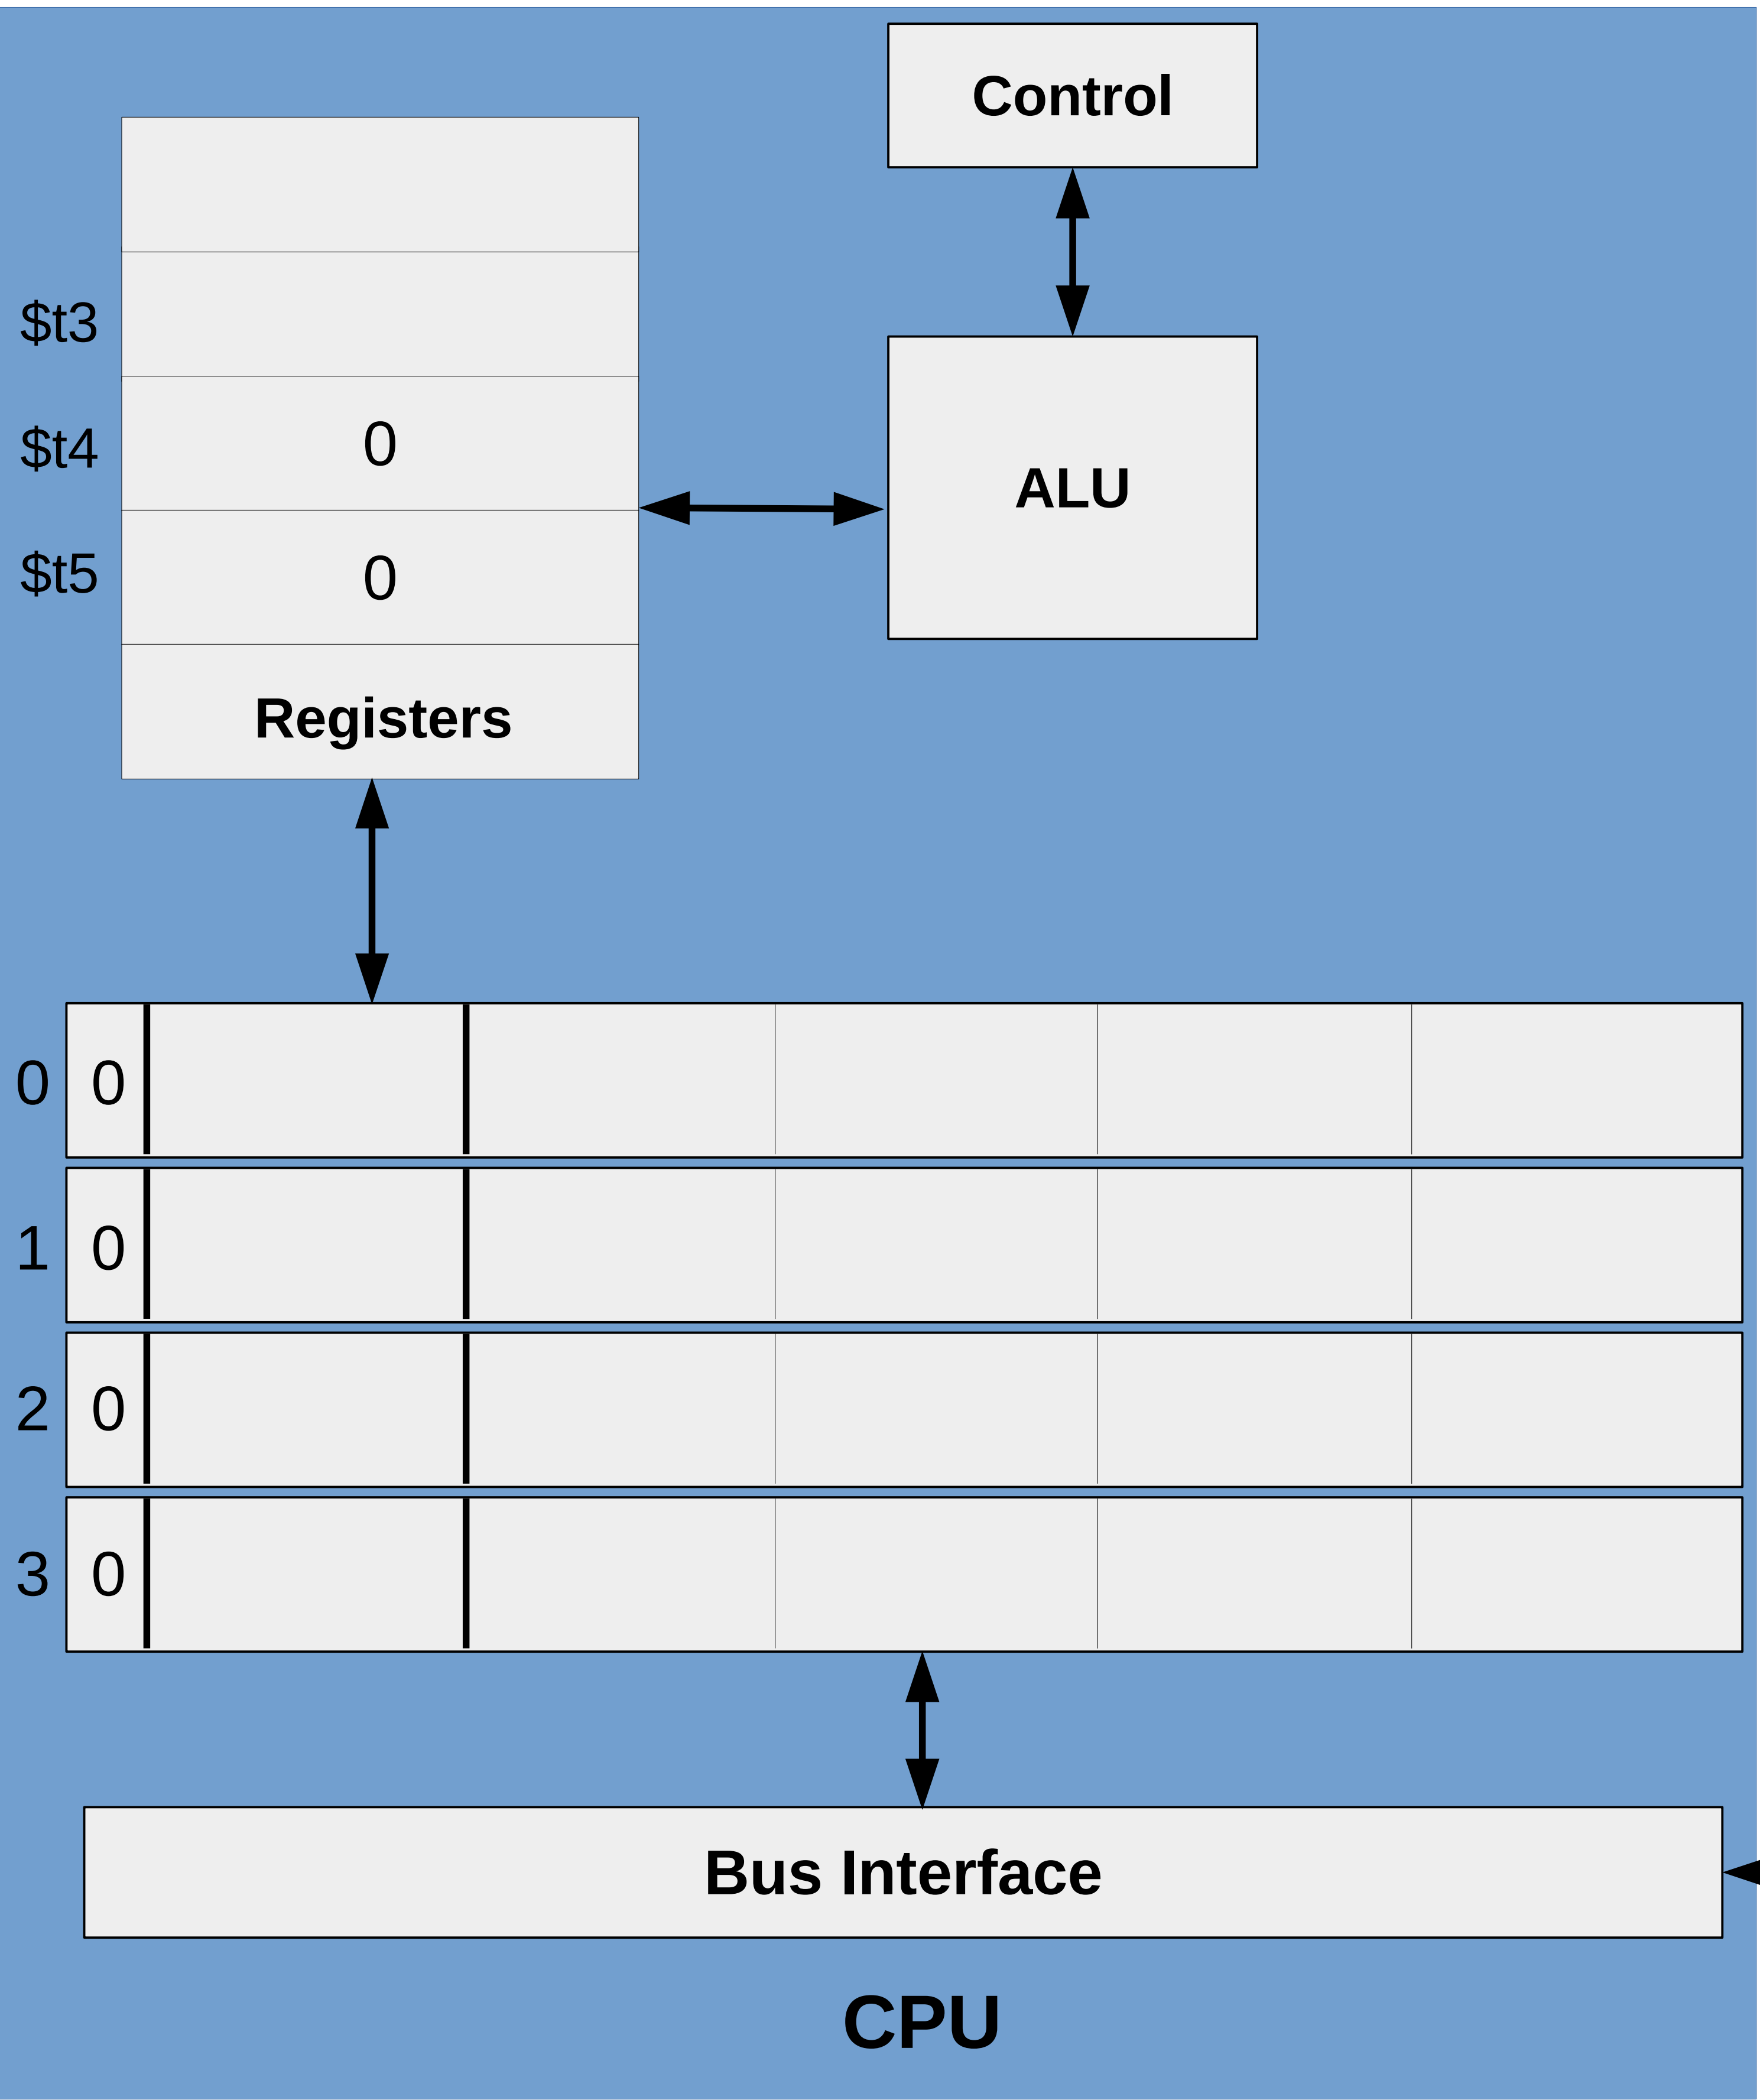 Control
$t3
$t4 0
ALU
$t5 0
Registers
0 0
1 0
2 0
3 0
Bus Interface
CPU